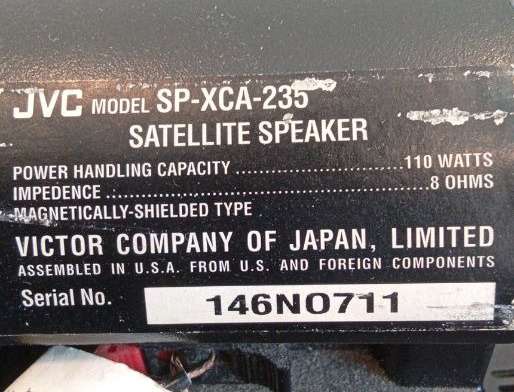 JVC MODEL SP-XCA-235
SATELLITE SPEAKER
POWER HANDLING CAPACITY ........................... 110 WATTS
IMPEDENCE .................................................... 8 OHMS
MAGNETICALLY-SHIELDED TYPE
VICTOR COMPANY OF JAPAN, LIMITED
ASSEMBLED IN U.S.A. FROM U.S. AND FOREIGN COMPONENTS
Serial No. 146NO711